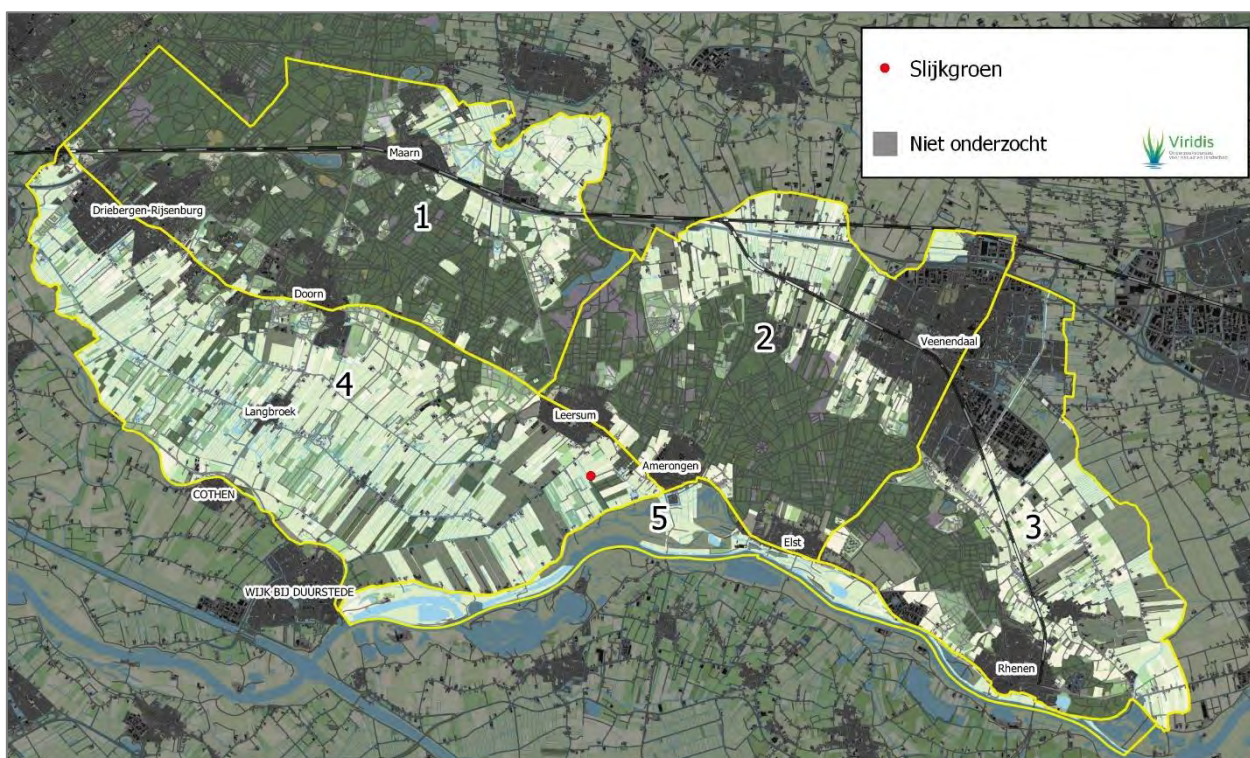 Slijkgroen
Niet onderzocht
Viridis
Maarn
1
Driebergen-Rijsenburg
Doorn
2
Veenendaal
4
Langbroek
Leersum
Amerongen
COTHEN
5
3
Elst
WIJK BIJ DUURSTEDE
Rhenen